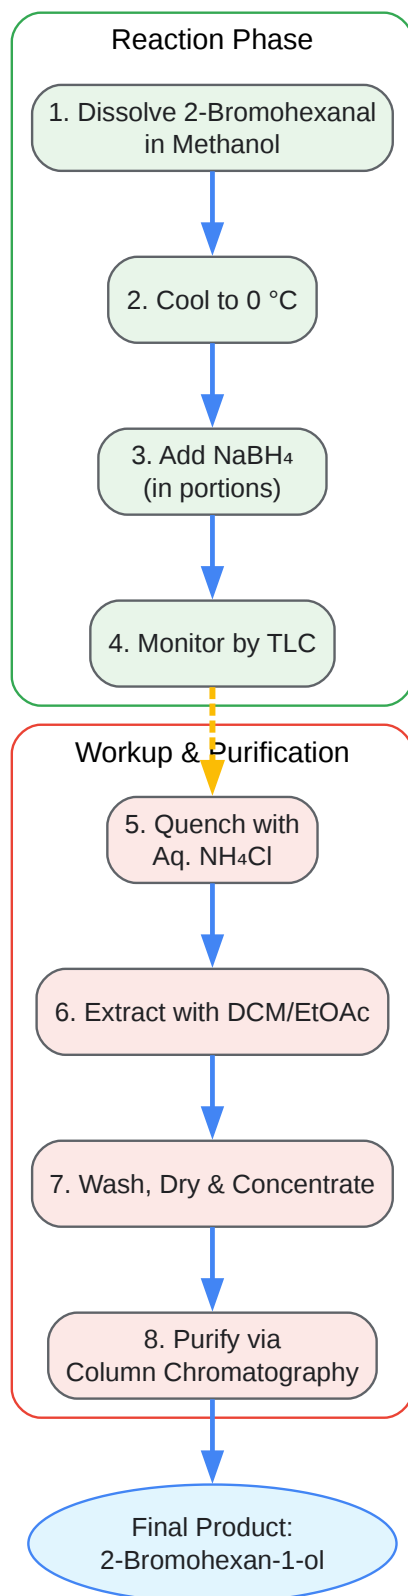 Reaction Phase
1. Dissolve 2-Bromohexanal
in Methanol
2. Cool to 0 °C
3. Add NaBH₄
(in portions)
4. Monitor by TLC
Workup & Purification
5. Quench with
Aq. NH₄Cl
6. Extract with DCM/EtOAc
7. Wash, Dry & Concentrate
8. Purify via
Column Chromatography
Final Product:
2-Bromohexan-1-ol